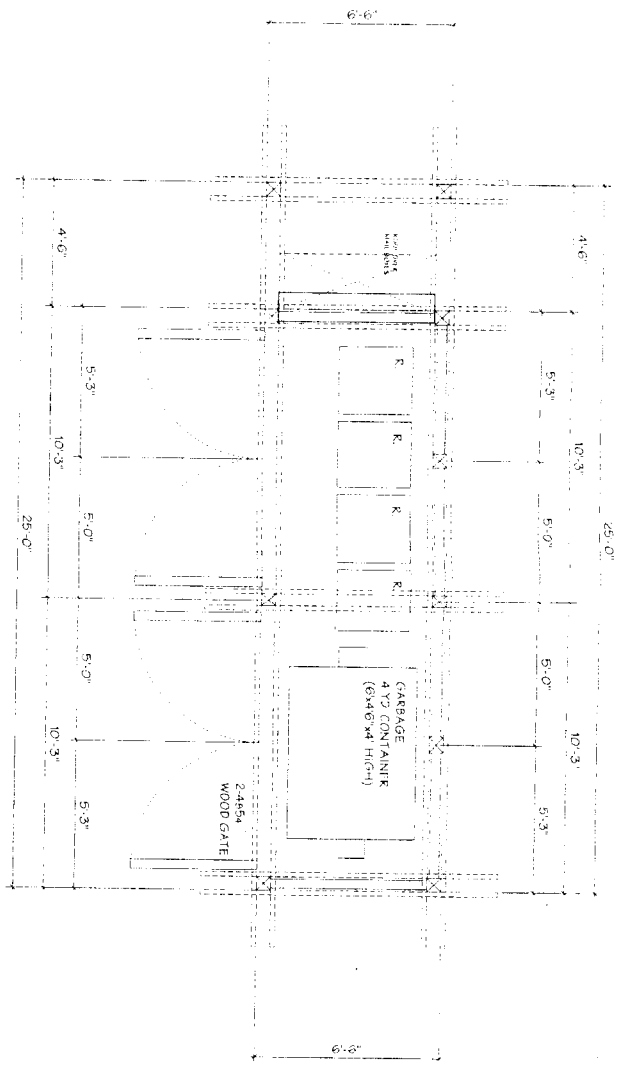 6'-6"
4'-6"
4'-6"
MAILBOXES
5'-3"
10'-3"
5'-0"
25'-0"
5'-3"
10'-3"
5'-0"
25'-0"
R.
R.
R.
R.
GARBAGE
4 YD CONTAINER
(6'x4'6"x4' HIGH)
5'-0"
10'-3"
5'-3"
5'-0"
10'-3"
5'-3"
WOOD GATE